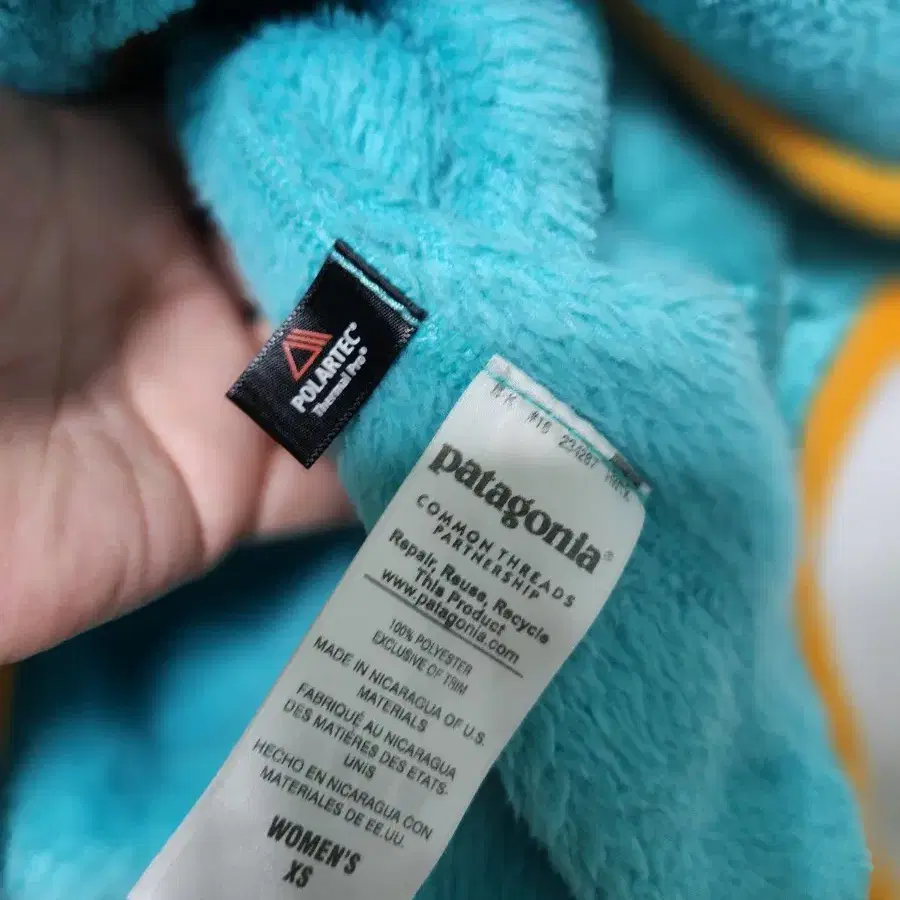 POLARTEC®
Thermal Pro®
#16 234287
patagonia®
COMMON THREADS
PARTNERSHIP
Repair, Reuse, Recycle
This Product
www.patagonia.com
100% POLYESTER
EXCLUSIVE OF TRIM
MADE IN NICARAGUA OF U.S.
MATERIALS
FABRIQUÉ AU NICARAGUA
DES MATIÈRES DES ETATS-
UNIS
HECHO EN NICARAGUA CON
MATERIALES DE EE.UU.
WOMEN'S
XS